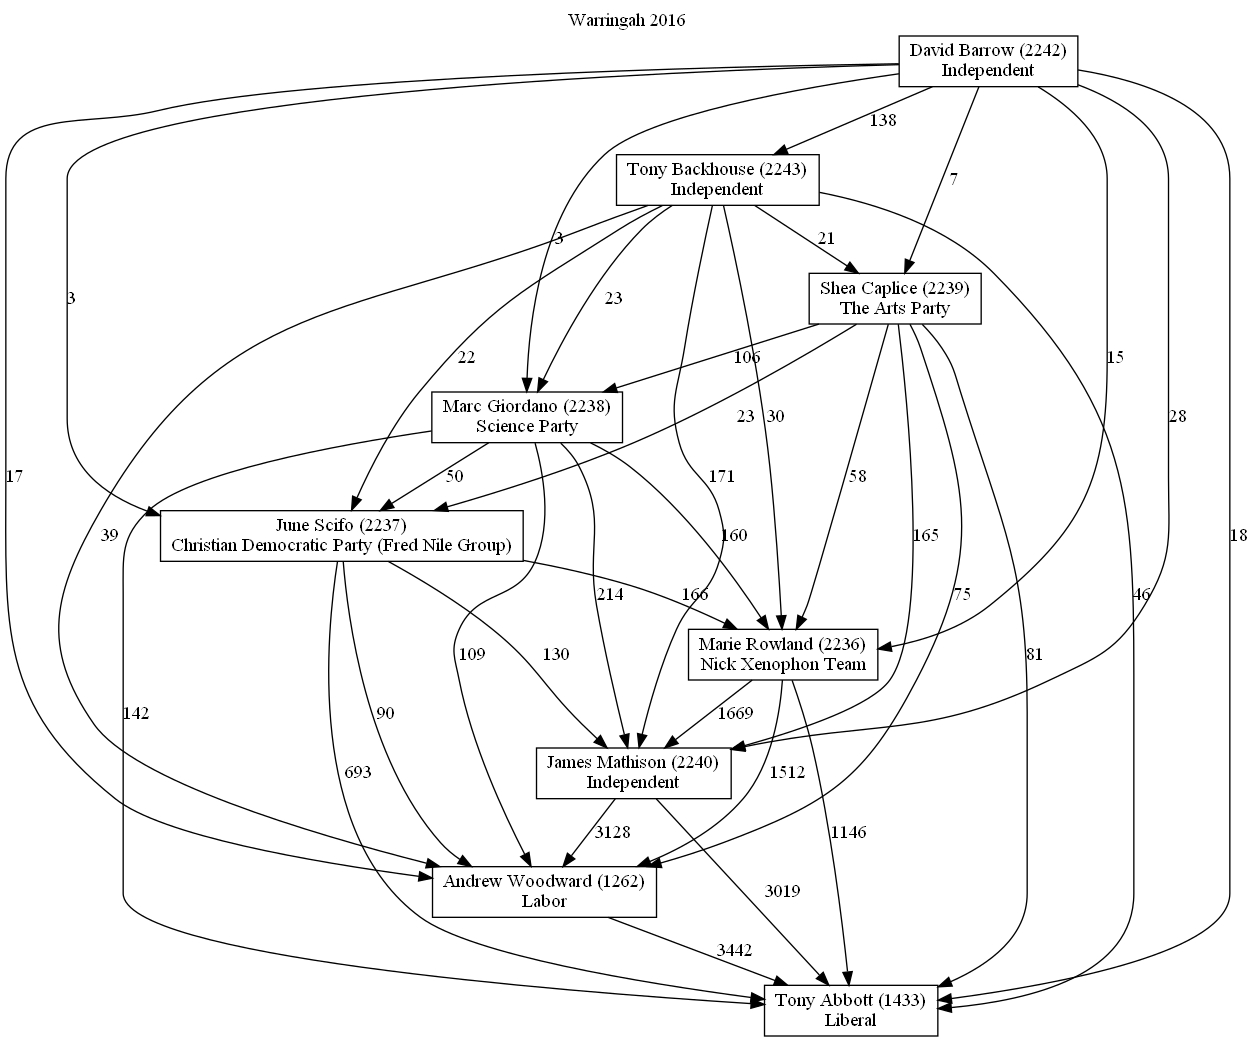 Warringah 2016
David Barrow (2242)
Independent
138
Tony Backhouse (2243)
Independent
7
3
21
Shea Caplice (2239)
The Arts Party
3
23
22
106
15
Marc Giordano (2238)
Science Party
23
30
28
17
50
171
58
39
June Scifo (2237)
Christian Democratic Party (Fred Nile Group)
160
165
18
214
166
75
46
Marie Rowland (2236)
Nick Xenophon Team
109
130
81
142
90
1669
James Mathison (2240)
Independent
693
1512
3128
1146
Andrew Woodward (1262)
Labor
3019
3442
Tony Abbott (1433)
Liberal